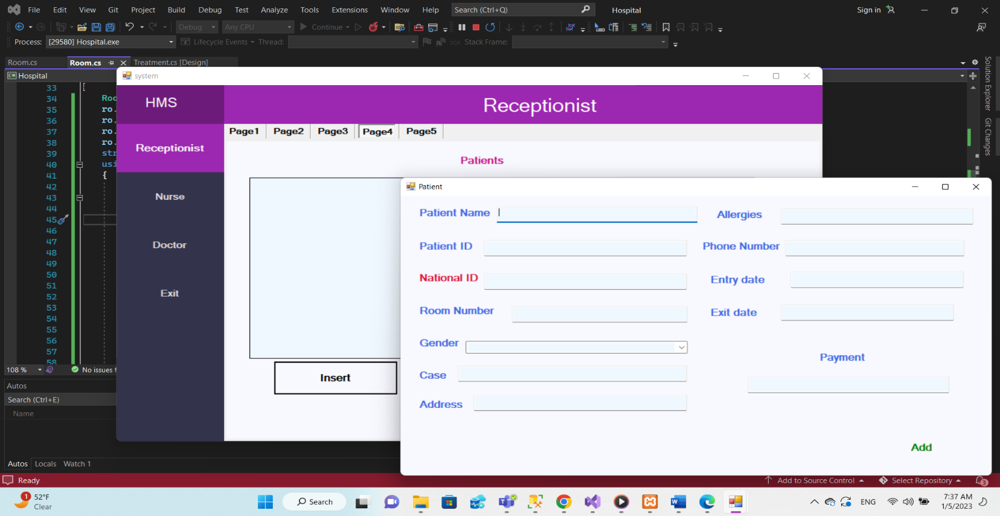 File Edit View Git Project Build Debug Test Analyze Tools Extensions Window Help Search (Ctrl+Q) Hospital Sign in
Debug Any CPU Continue
Process: [29580] Hospital.exe Lifecycle Events Thread: Stack Frame:
Room.cs Room.cs Treatment.cs [Design]
Hospital
system
HMS
Receptionist
Page1 Page2 Page3 Page4 Page5
Receptionist
Nurse
Doctor
Exit
Patients
Insert
33 {
34 Roo
35 ro.
36 ro.
37 ro.
38 ro.
39 str
40 usi
41 {
42
43
44
45
46
47
48
49
50
51
52
53
54
55
56
57
58
Patient
Patient Name
Allergies
Patient ID
Phone Number
National ID
Entry date
Room Number
Exit date
Gender
Payment
Case
Address
Add
Solution Explorer
Git Changes
108 % No issues f
Autos
Search (Ctrl+E)
Name
Autos Locals Watch 1
Ready Add to Source Control Select Repository 3
1 52°F
Clear
Search
ENG
7:37 AM
1/5/2023